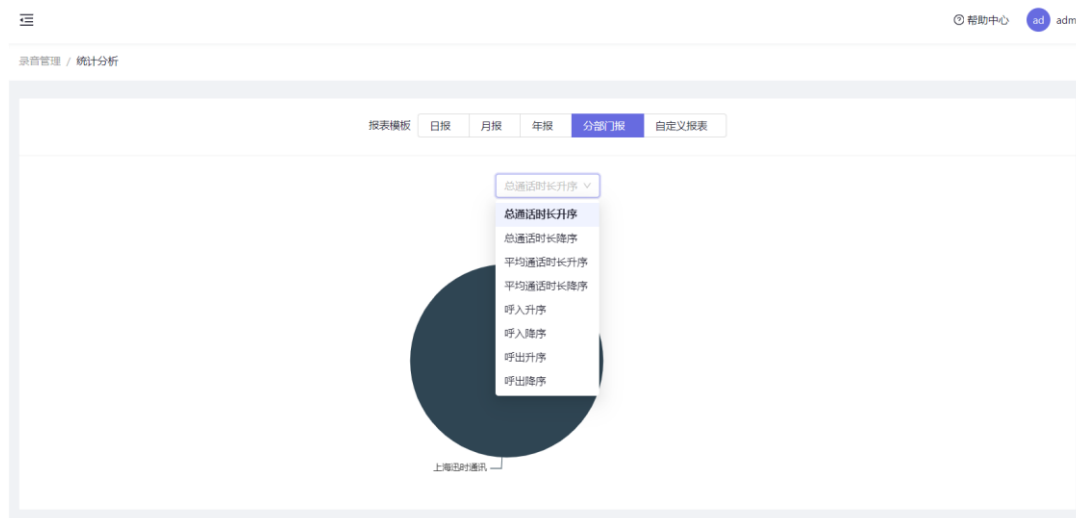 帮助中心 ad adm
录音管理 / 统计分析
报表模板 日报 月报 年报 分部门报 自定义报表
总通话时长升序
总通话时长升序
总通话时长降序
平均通话时长升序
平均通话时长降序
呼入升序
呼入降序
呼出升序
呼出降序
上海迅时通讯